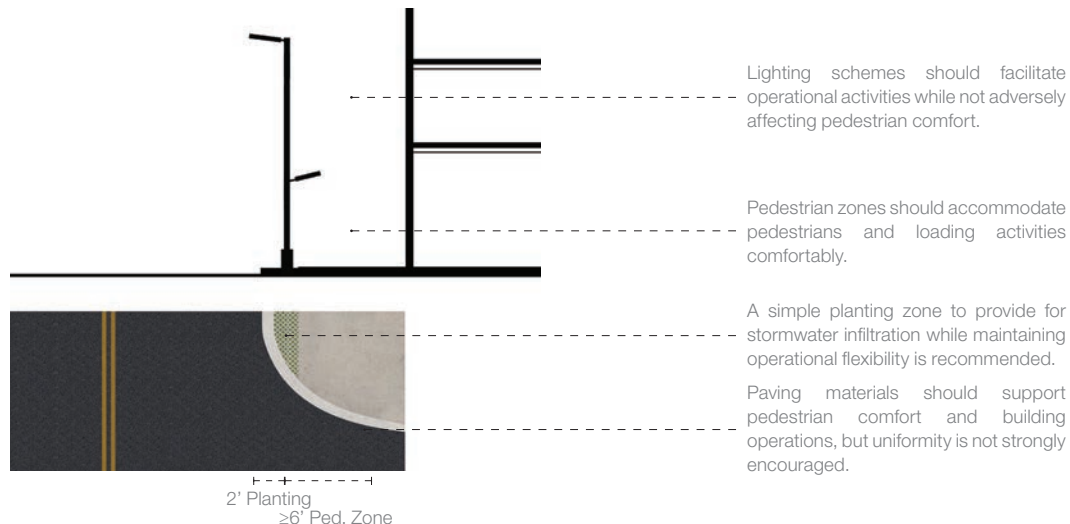 Lighting schemes should facilitate
operational activities while not adversely
affecting pedestrian comfort.
Pedestrian zones should accommodate
pedestrians and loading activities
comfortably.
A simple planting zone to provide for
stormwater infiltration while maintaining
operational flexibility is recommended.
Paving materials should support
pedestrian comfort and building
operations, but uniformity is not strongly
encouraged.
2’ Planting
≥6’ Ped. Zone